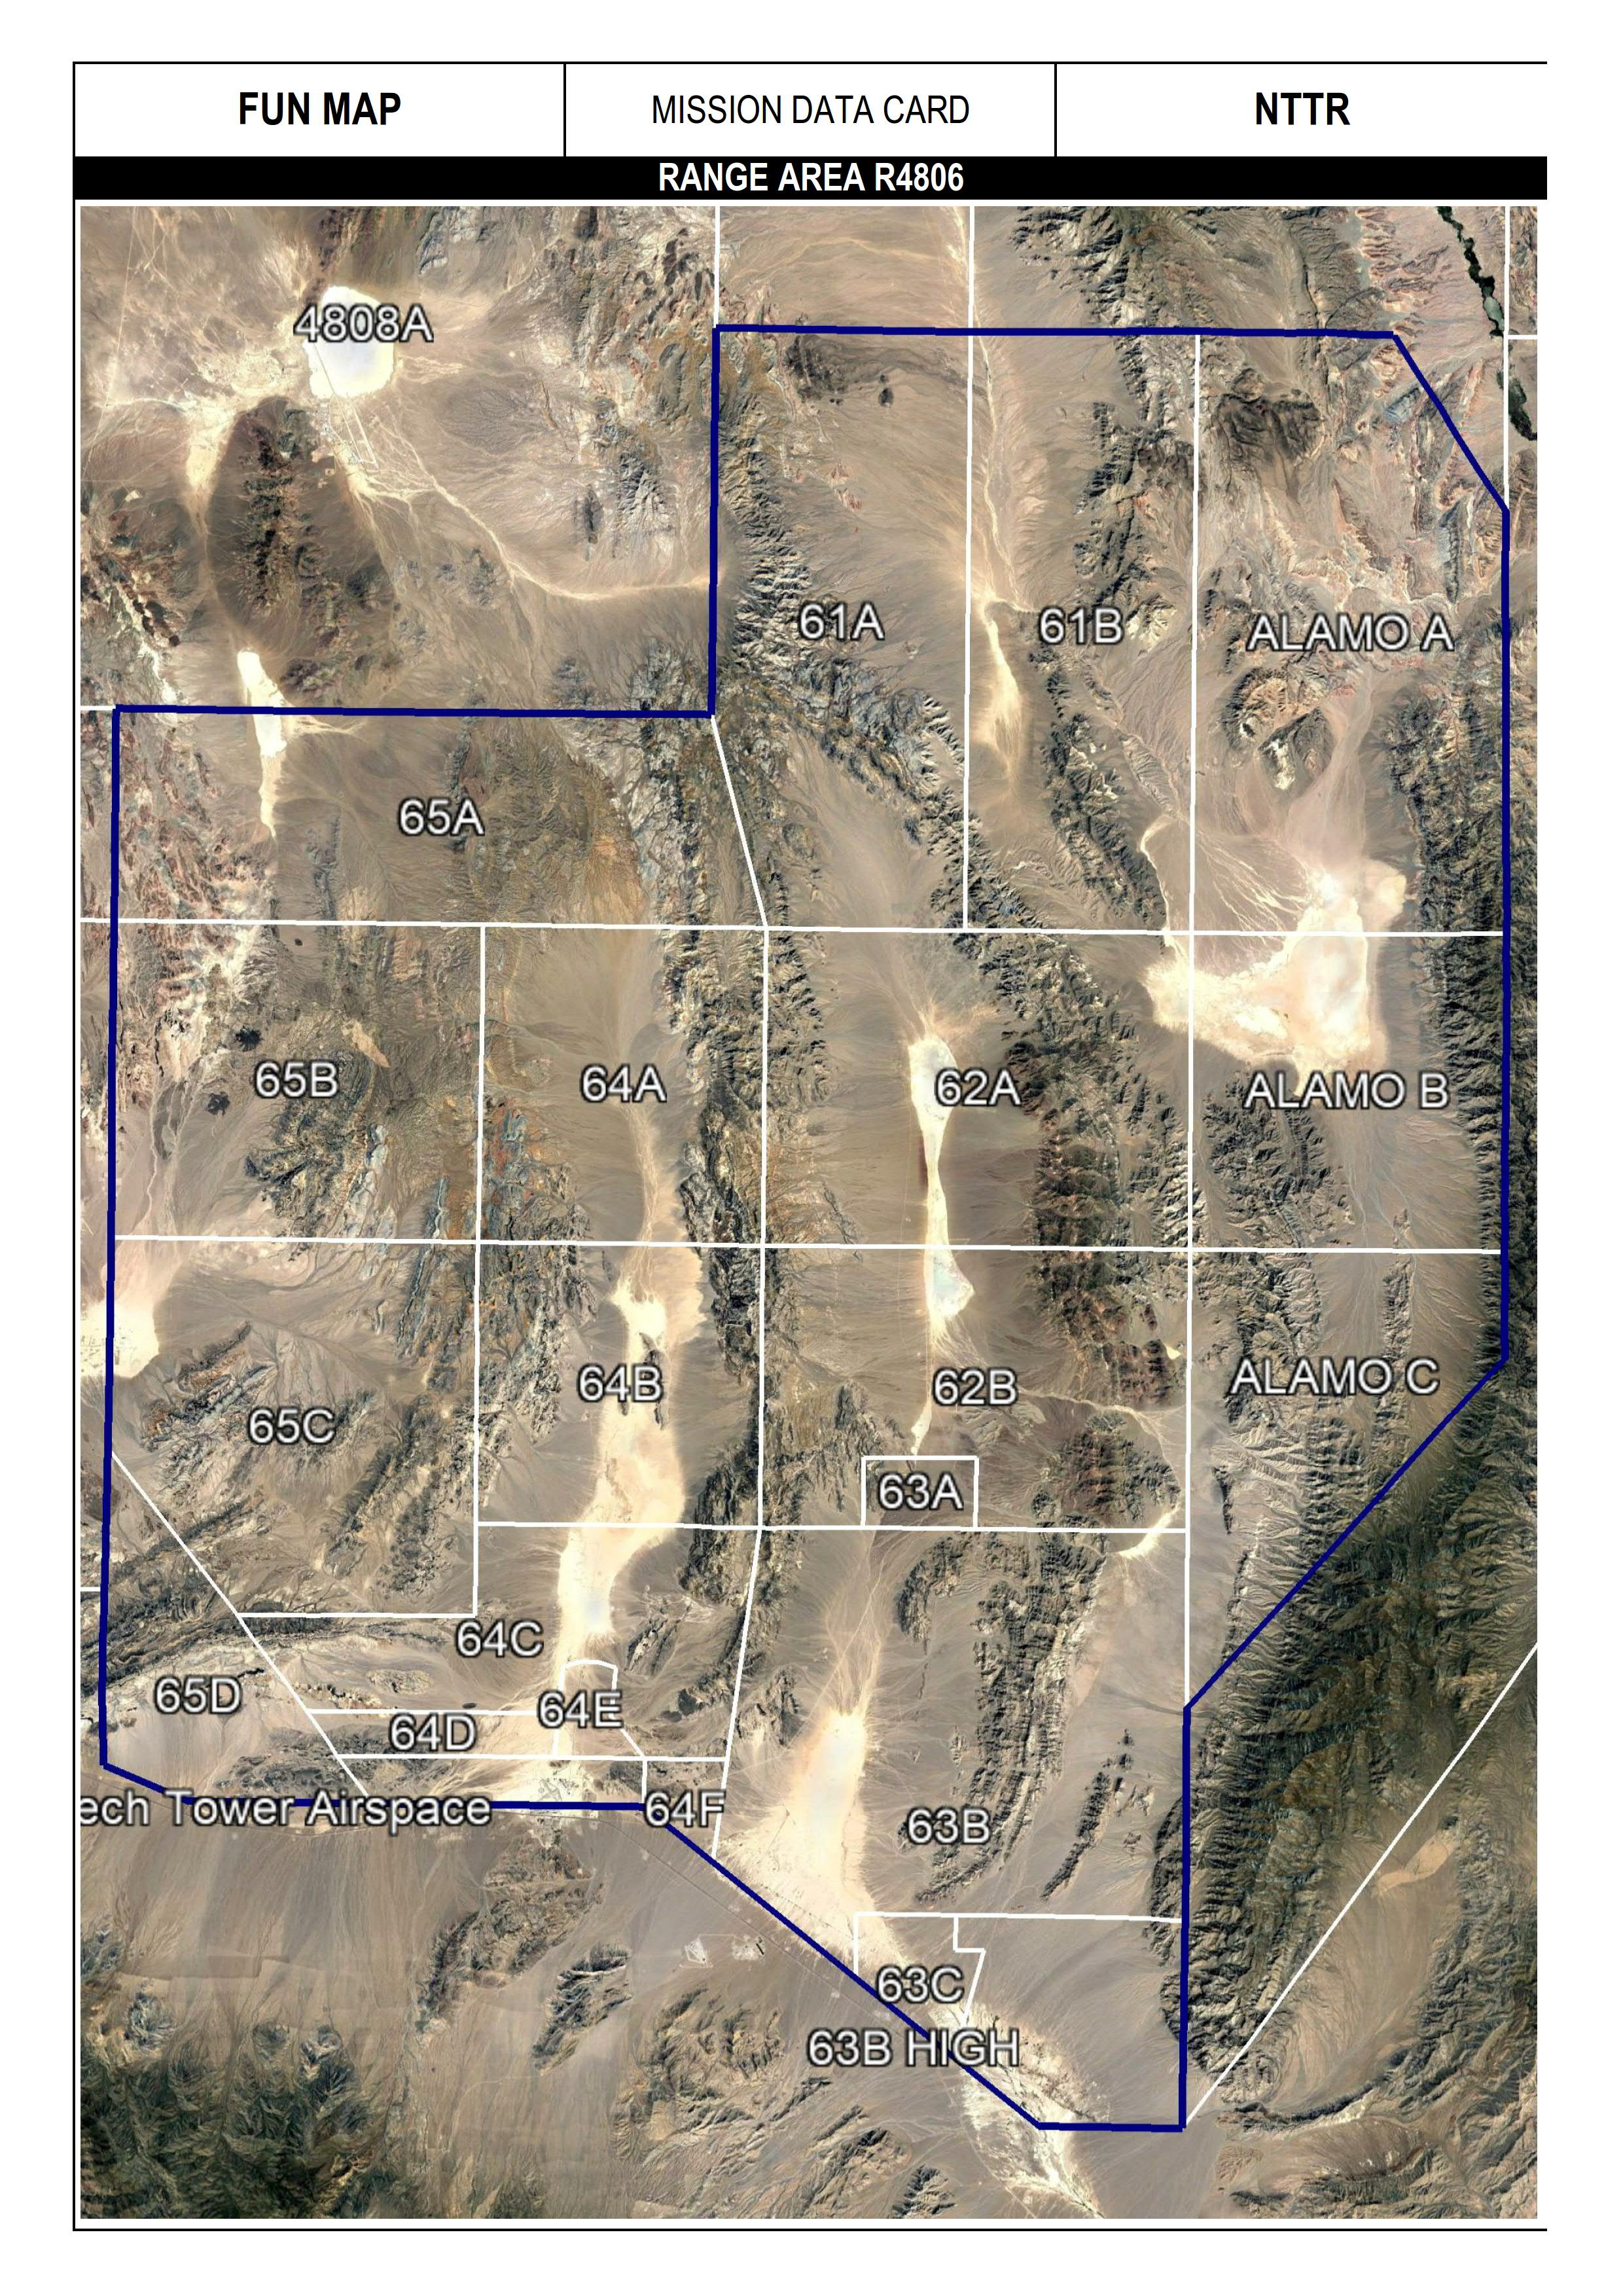 FUN MAP
MISSION DATA CARD
NTTR
RANGE AREA R4806
4808A
61A
61B
ALAMO A
65A
65B
64A
62A
ALAMO B
64B
62B
ALAMO C
65C
63A
64C
65D
64E
64D
ech Tower Airspace
64F
63B
63C
63B HIGH